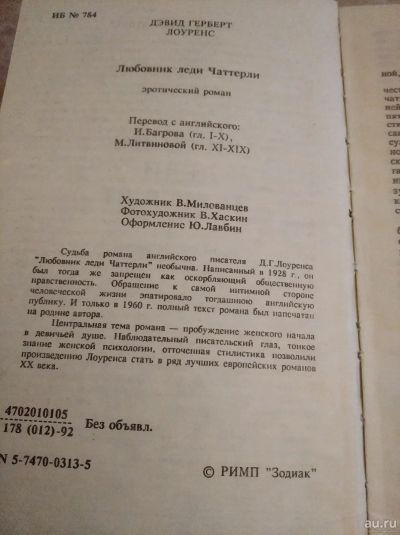 ИБ № 784
ДЭВИД ГЕРБЕРТ
ЛОУРЕНС
Любовник леди Чаттерли
эротический роман
Перевод с английского:
И.Багрова (гл. I-X),
М.Литвиновой (гл. XI-XIX)
Художник В.Милованцев
Фотохудожник В.Хаскин
Оформление Ю.Лавбин
Судьба романа английского писателя Д.Г.Лоуренса
"Любовник леди Чаттерли" необычна. Написанный в 1928 г., он
был тогда же запрещен как оскорбляющий общественную
нравственность. Обращение к самой интимной стороне
человеческой жизни эпатировало тогдашнюю английскую
публику. И только в 1960 г. полный текст романа был напечатан
на родине автора.
Центральная тема романа — пробуждение женского начала
в девичьей душе. Наблюдательный писательский глаз, тонкое
знание женской психологии, отточенная стилистика позволили
произведению Лоуренса стать в ряд лучших европейских романов
XX века.
4702010105
178 (012)-92
Без объявл.
N 5-7470-0313-5
© РИМП "Зодиак"
au.ru